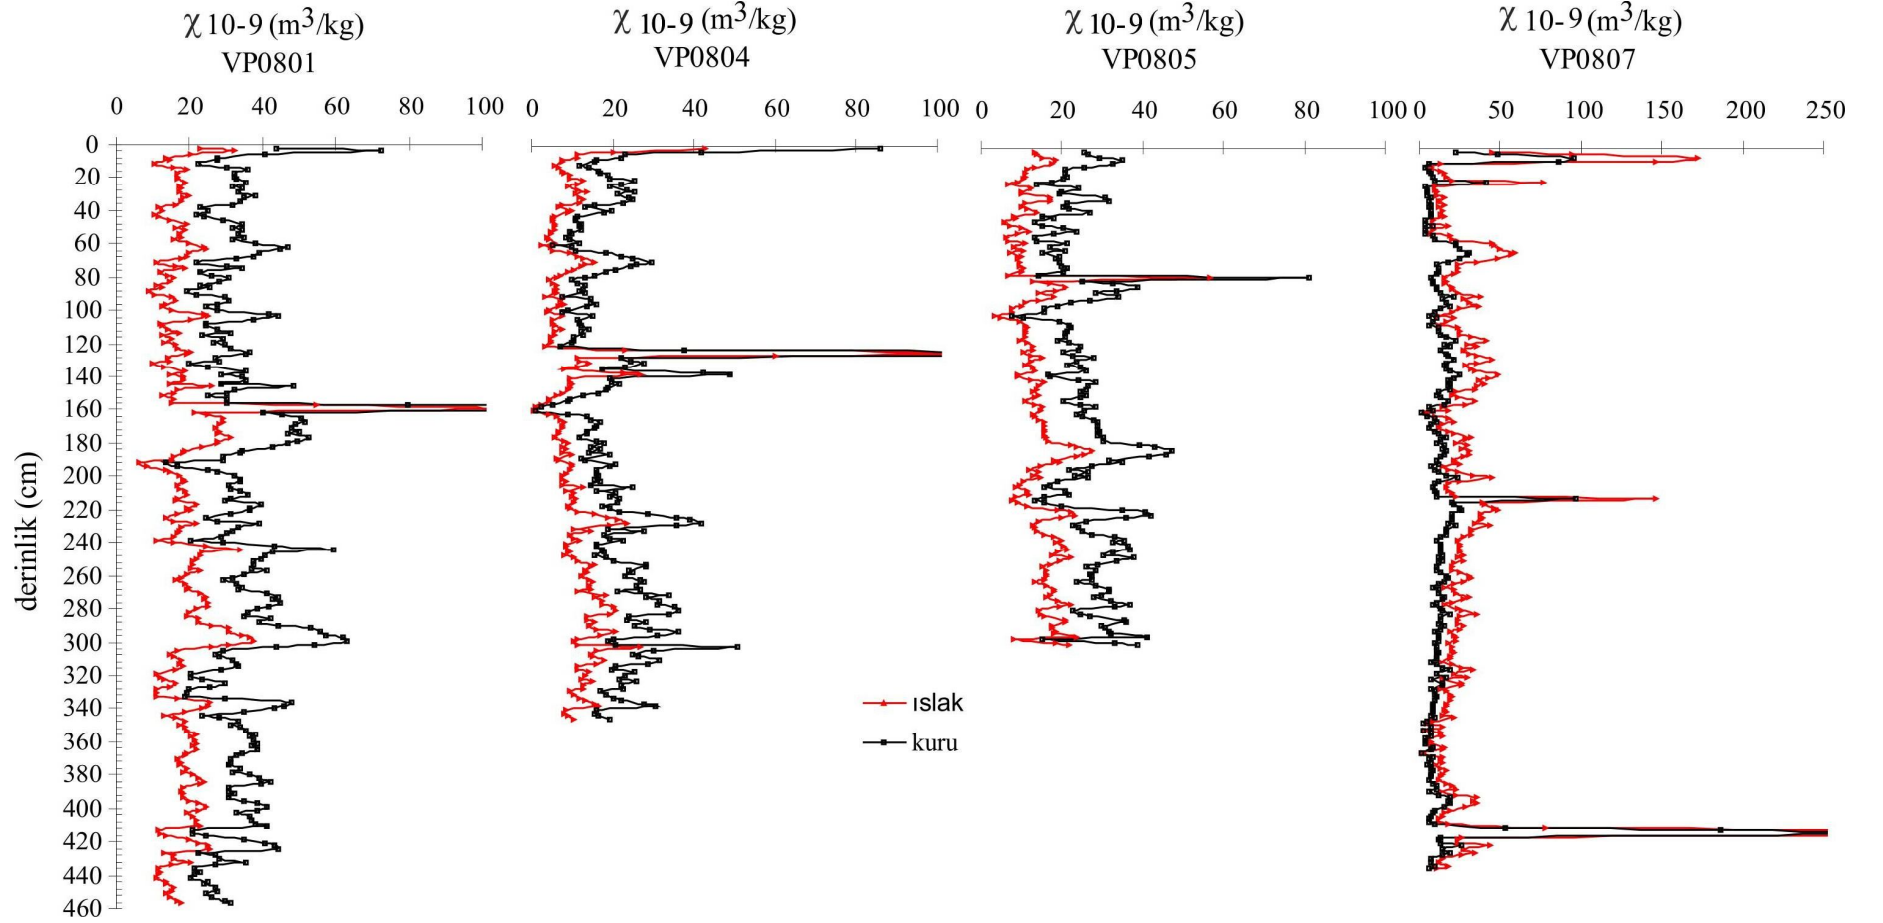 χ 10-9 (m3/kg)
VP0801
χ 10-9 (m3/kg)
VP0804
χ 10-9 (m3/kg)
VP0805
χ 10-9 (m3/kg)
VP0807
0 20 40 60 80 100
0 20 40 60 80 100
0 20 40 60 80 100
0 50 100 150 200 250
0
20
40
60
80
100
120
140
160
180
200
220
240
260
280
300
320
340
360
380
400
420
440
460
derinlik (cm)
ıslak
kuru